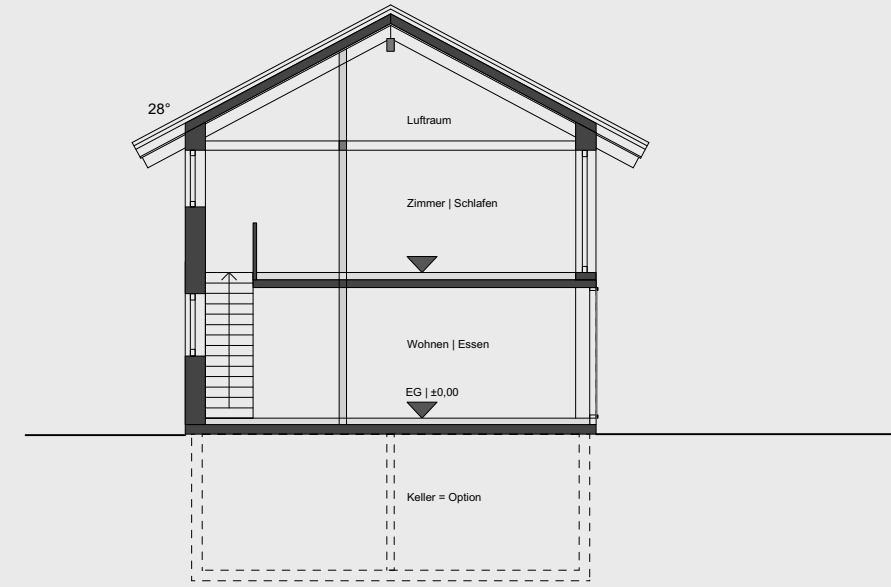 28°
Luftraum
Zimmer | Schlafen
Wohnen | Essen
EG | ±0,00
Keller = Option